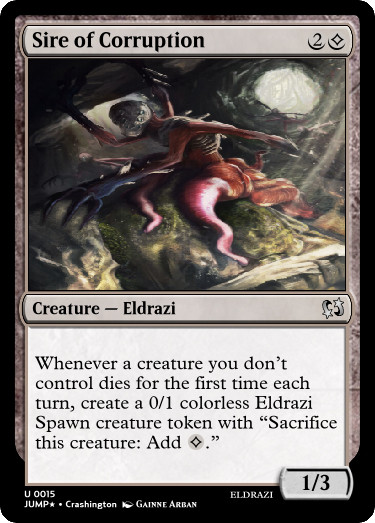 Sire of Corruption 2◇
Creature — Eldrazi
Whenever a creature you don't
control dies for the first time each
turn, create a 0/1 colorless Eldrazi
Spawn creature token with “Sacrifice
this creature: Add ◇.”
1/3
U 0015 ELDRAZI
JUMP★ • Crashington Gainne Arban